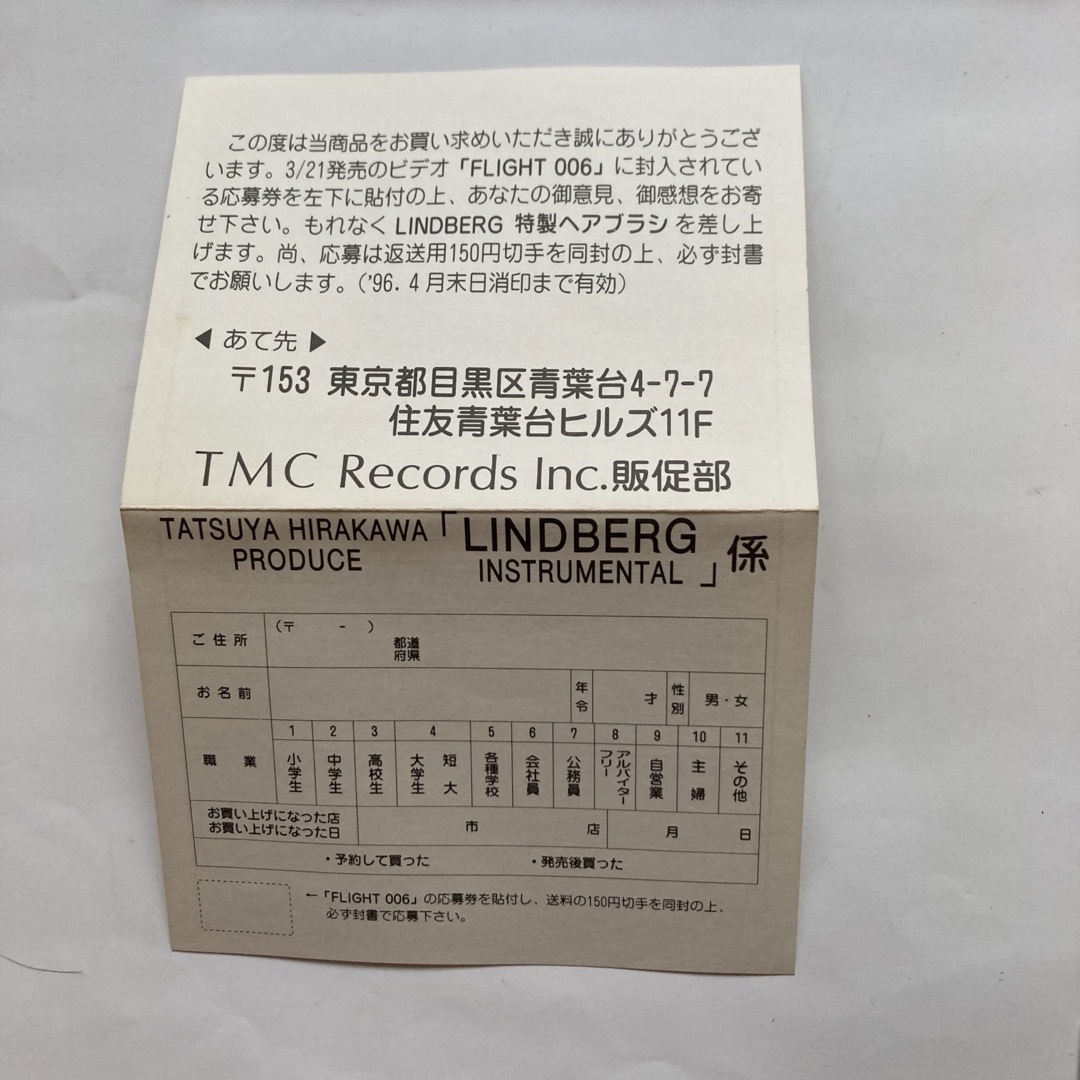 この度は当商品をお買い求めいただき誠にありがとうござ
います。3/21発売のビデオ「FLIGHT 006」に封入されてい
る応募券を左下に貼付の上、あなたの御意見、御感想をお寄
せ下さい。もれなく LINDBERG 特製ヘアブラシ を差し上
げます。尚、応募は返送用150円切手を同封の上、必ず封書
でお願いします。('96.4月末日消印まで有効)
◀ あて先 ▶
〒153 東京都目黒区青葉台4-7-7
住友青葉台ヒルズ11F
TMC Records Inc.販促部
TATSUYA HIRAKAWA「LINDBERG
PRODUCE INSTRUMENTAL」係
ご住所 (〒 - ) 都道
府県
お名前 年令 才 性別 男・女
職業
1 2 3 4 5 6 7 8 9 10 11
小学生 中学生 高校生 大学生 短大 各種学校 会社員 公務員 フリーアルバイター 自営業 主婦 その他
お買い上げになった店
お買い上げになった日 市 店 月 日
・予約して買った ・発売後買った
←「FLIGHT 006」の応募券を貼付し、送料の150円切手を同封の上、
必ず封書で応募下さい。